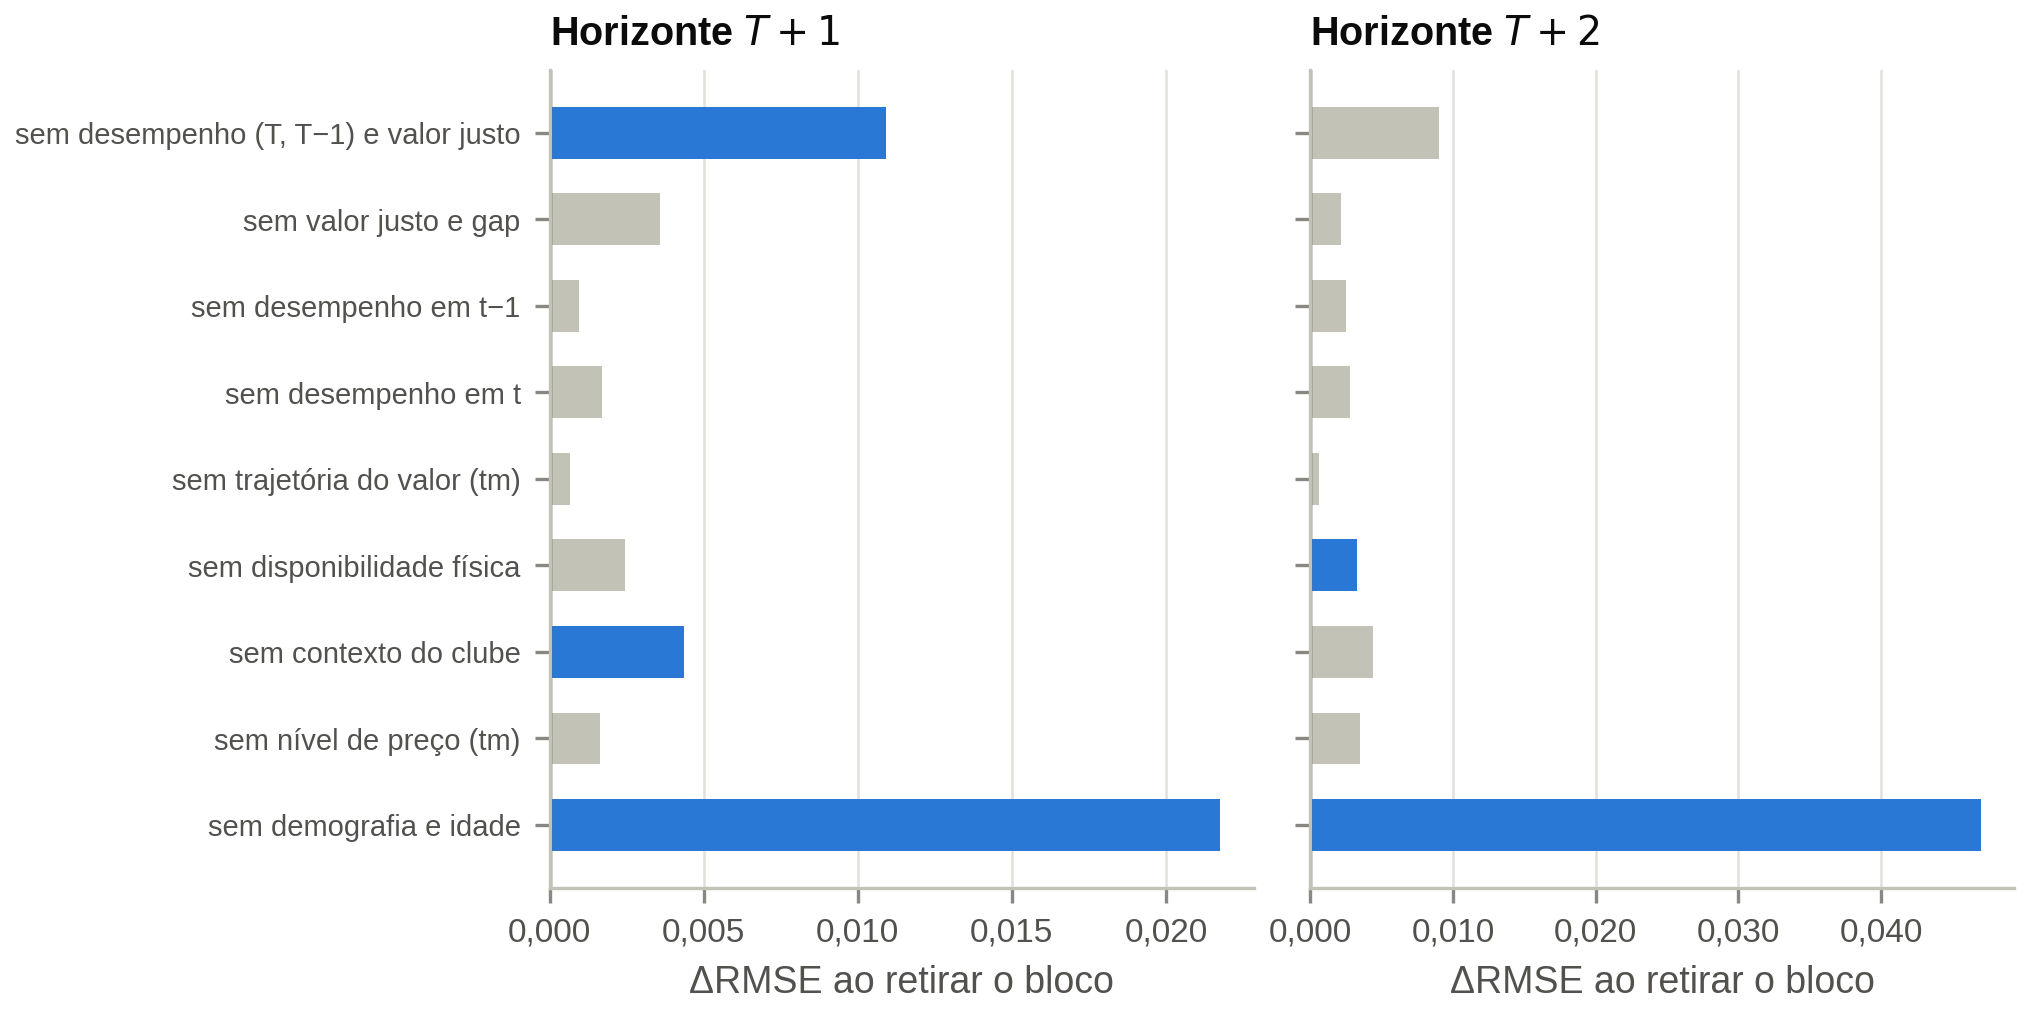 Horizonte T + 1
Horizonte T + 2
sem desempenho (T, T−1) e valor justo
sem valor justo e gap
sem desempenho em t−1
sem desempenho em t
sem trajetória do valor (tm)
sem disponibilidade física
sem contexto do clube
sem nível de preço (tm)
sem demografia e idade
0,000 0,005 0,010 0,015 0,020
0,000 0,010 0,020 0,030 0,040
ΔRMSE ao retirar o bloco
ΔRMSE ao retirar o bloco